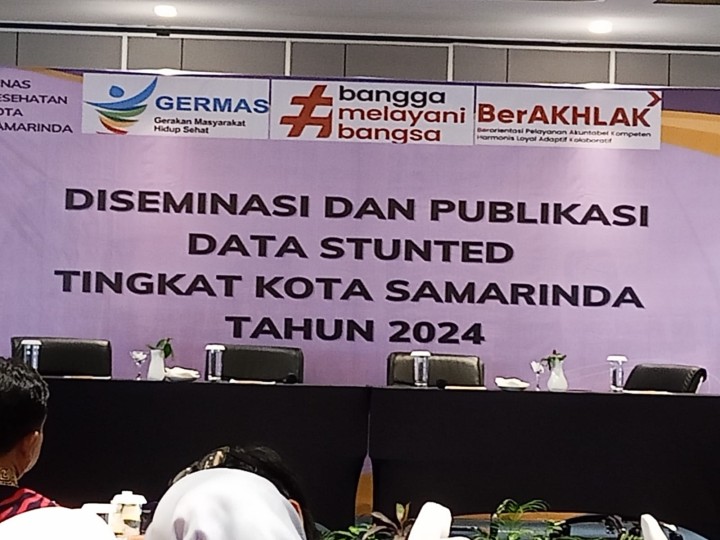 KOTA
GERMAS
Gerakan Masyarakat
Hidup Sehat
#bangga
melayani
bangsa
BerAKHLAK
Berorientasi Pelayanan Akuntabel Kompeten
Harmonis Loyal Adaptif Kolaboratif
DISEMINASI DAN PUBLIKASI
DATA STUNTED
TINGKAT KOTA SAMARINDA
TAHUN 2024